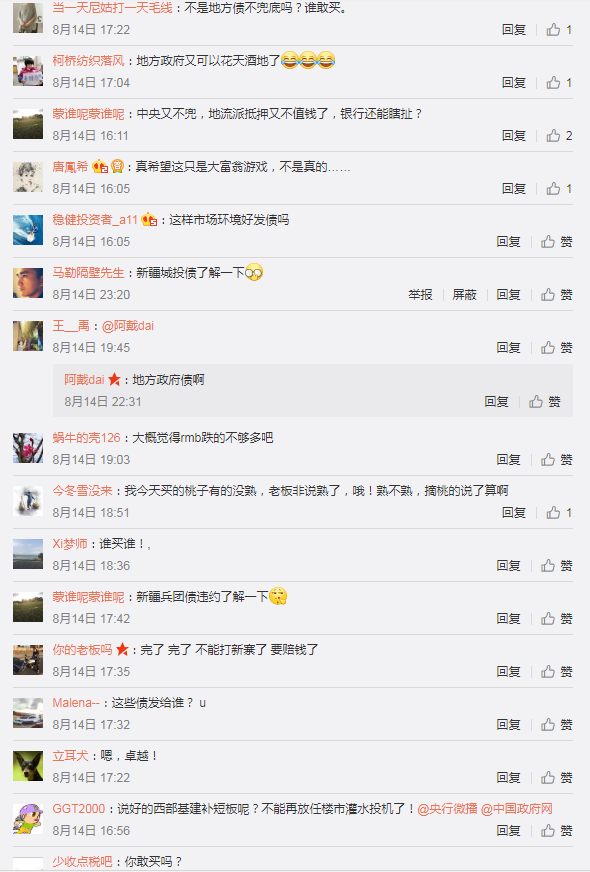 当一天尼姑打一天毛线：不是地方债不兜底吗？谁敢买。
8月14日 17:22 回复 1
柯桥纺织落风：地方政府又可以花天酒地了
8月14日 17:04 回复 1
蒙谁呢蒙谁呢：中央又不兜，地流派抵押又不值钱了，银行还能瞎扯？
8月14日 16:11 回复 2
唐鳳希：真希望这只是大富翁游戏，不是真的……
8月14日 16:05 回复 1
稳健投资者_a11：这样市场环境好发债吗
8月14日 16:05 回复 赞
马勒隔壁先生：新疆城投债了解一下
8月14日 23:20 举报 屏蔽 回复 赞
王__禹：@阿戴dai
8月14日 19:45 回复 赞
阿戴dai：地方政府债啊
8月14日 22:31 回复 赞
蜗牛的壳126：大概觉得rmb跌的不够多吧
8月14日 19:03 回复 赞
今冬雪没来：我今天买的桃子有的没熟，老板非说熟了，哦！熟不熟，摘桃的说了算啊
8月14日 18:51 回复 1
Xi梦师：谁买谁！,
8月14日 18:36 回复 赞
蒙谁呢蒙谁呢：新疆兵团债违约了解一下
8月14日 17:42 回复 赞
你的老板吗：完了 完了 不能打新寨了 要赔钱了
8月14日 17:35 回复 赞
Malena--：这些债发给谁？ u
8月14日 17:32 回复 赞
立耳犬：嗯，卓越！
8月14日 17:22 回复 赞
GGT2000：说好的西部基建补短板呢？不能再放任楼市灌水投机了！@央行微播 @中国政府网
8月14日 16:56 回复 赞
少收点税吧：你敢买吗？